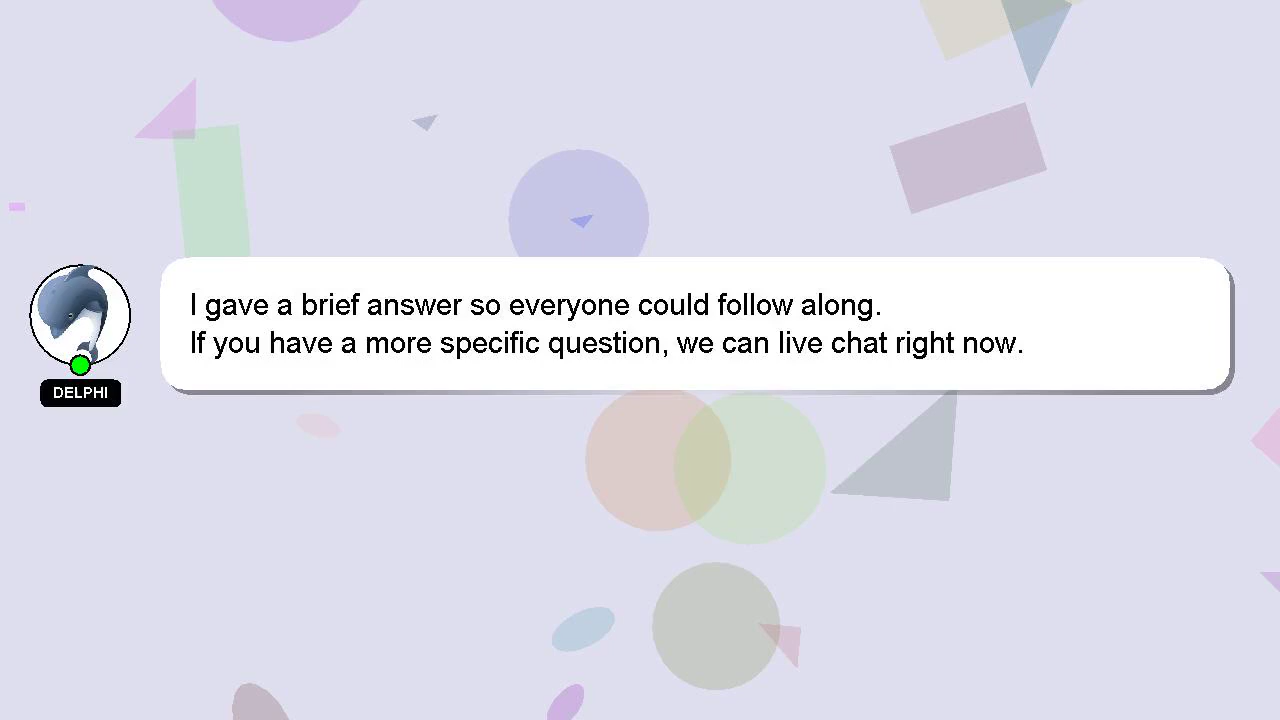 I gave a brief answer so everyone could follow along.
If you have a more specific question, we can live chat right now.
DELPHI